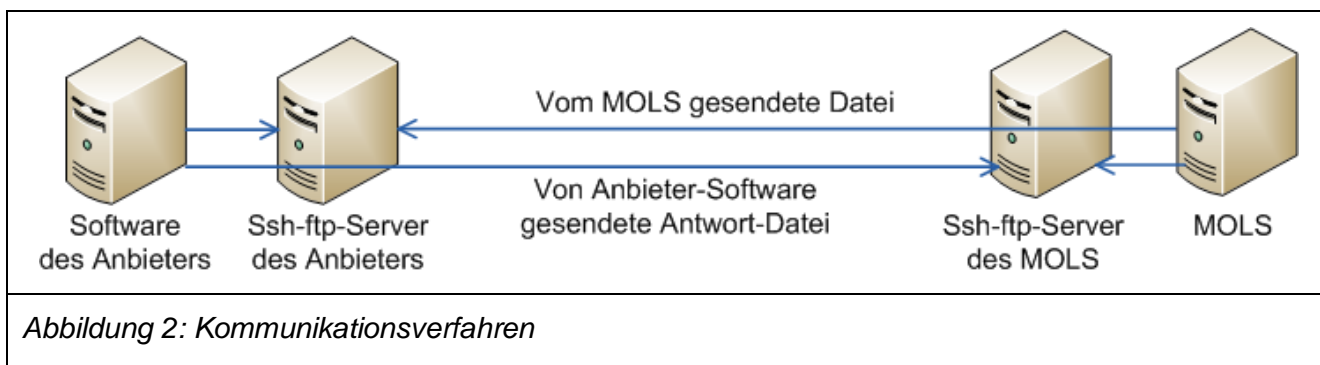 Vom MOLS gesendete Datei
Von Anbieter-Software
gesendete Antwort-Datei
Software
des Anbieters
Ssh-ftp-Server
des Anbieters
Ssh-ftp-Server
des MOLS
MOLS
Abbildung 2: Kommunikationsverfahren